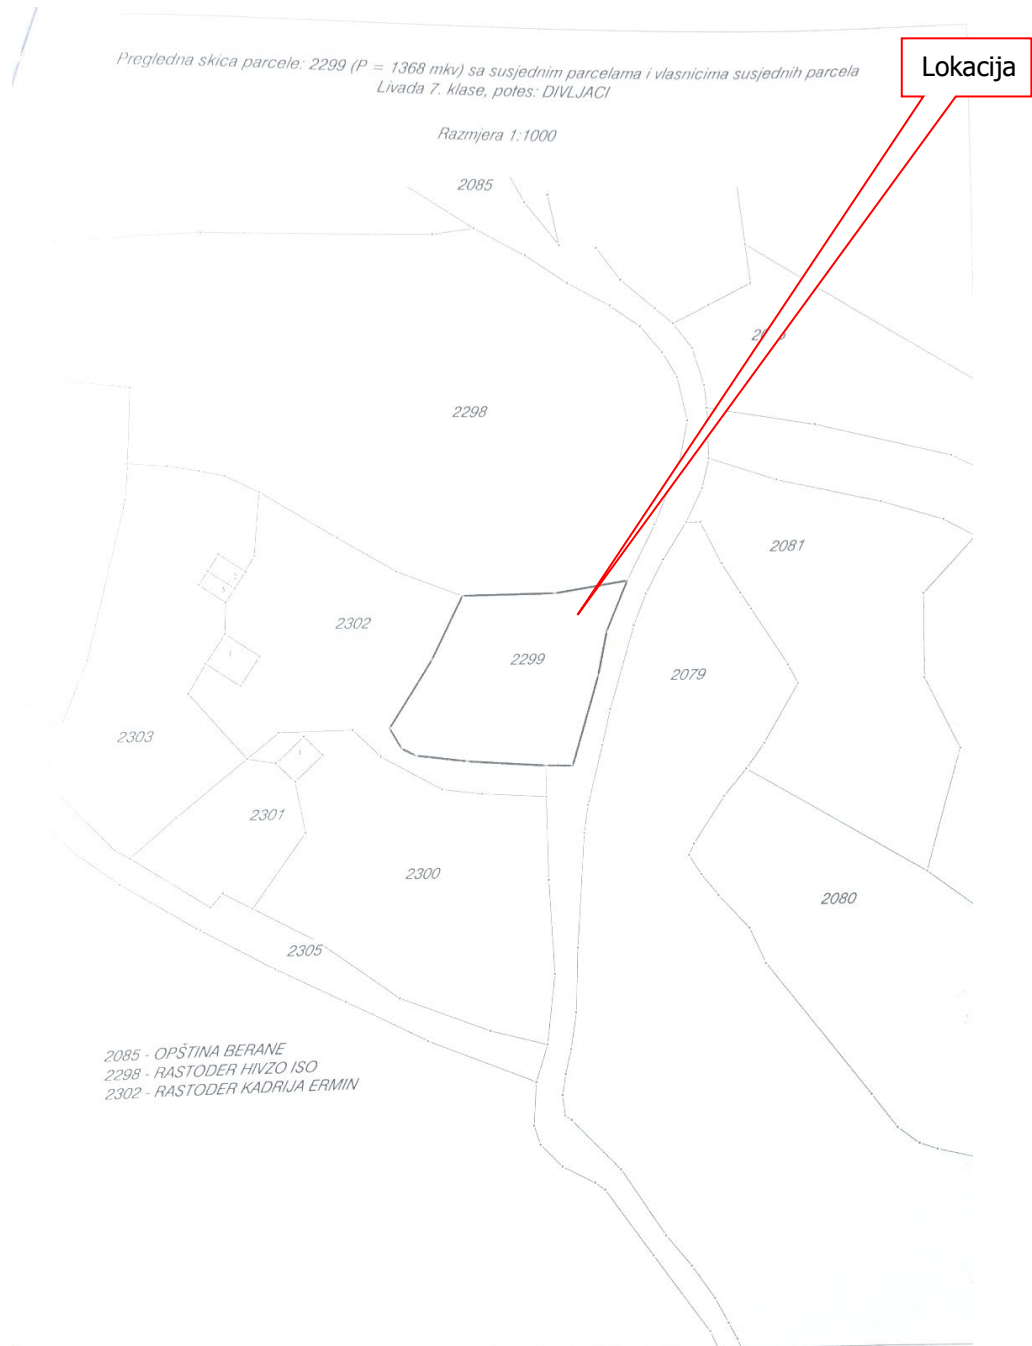 Pregledna skica parcele: 2299 (P = 1368 mkv) sa susjednim parcelama i vlasnicima susjednih parcela
Livada 7. klase, potes: DIVLJACI
Lokacija
Razmjera 1:1000
2085
2298
2081
2302
2299
2079
2303
2301
2300
2080
2305
2085 - OPŠTINA BERANE
2298 - RASTODER HIVZO ISO
2302 - RASTODER KADRIJA ERMIN